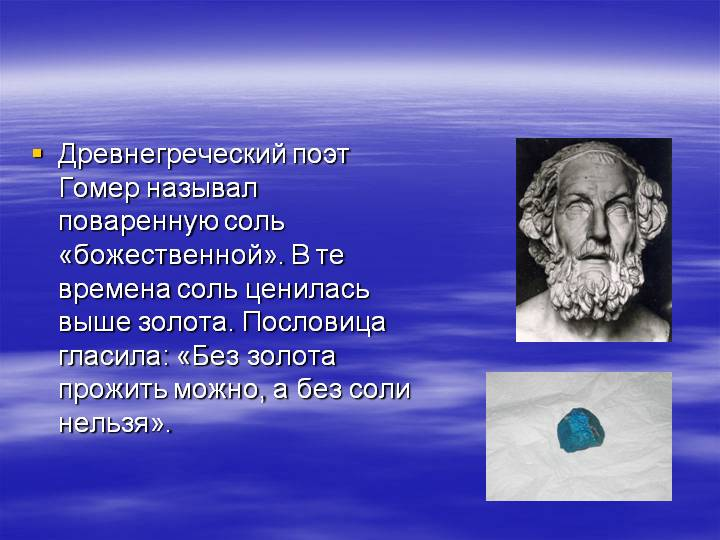 Древнегреческий поэт
Гомер называл
поваренную соль
«божественной». В те
времена соль ценилась
выше золота. Пословица
гласила: «Без золота
прожить можно, а без соли
нельзя».